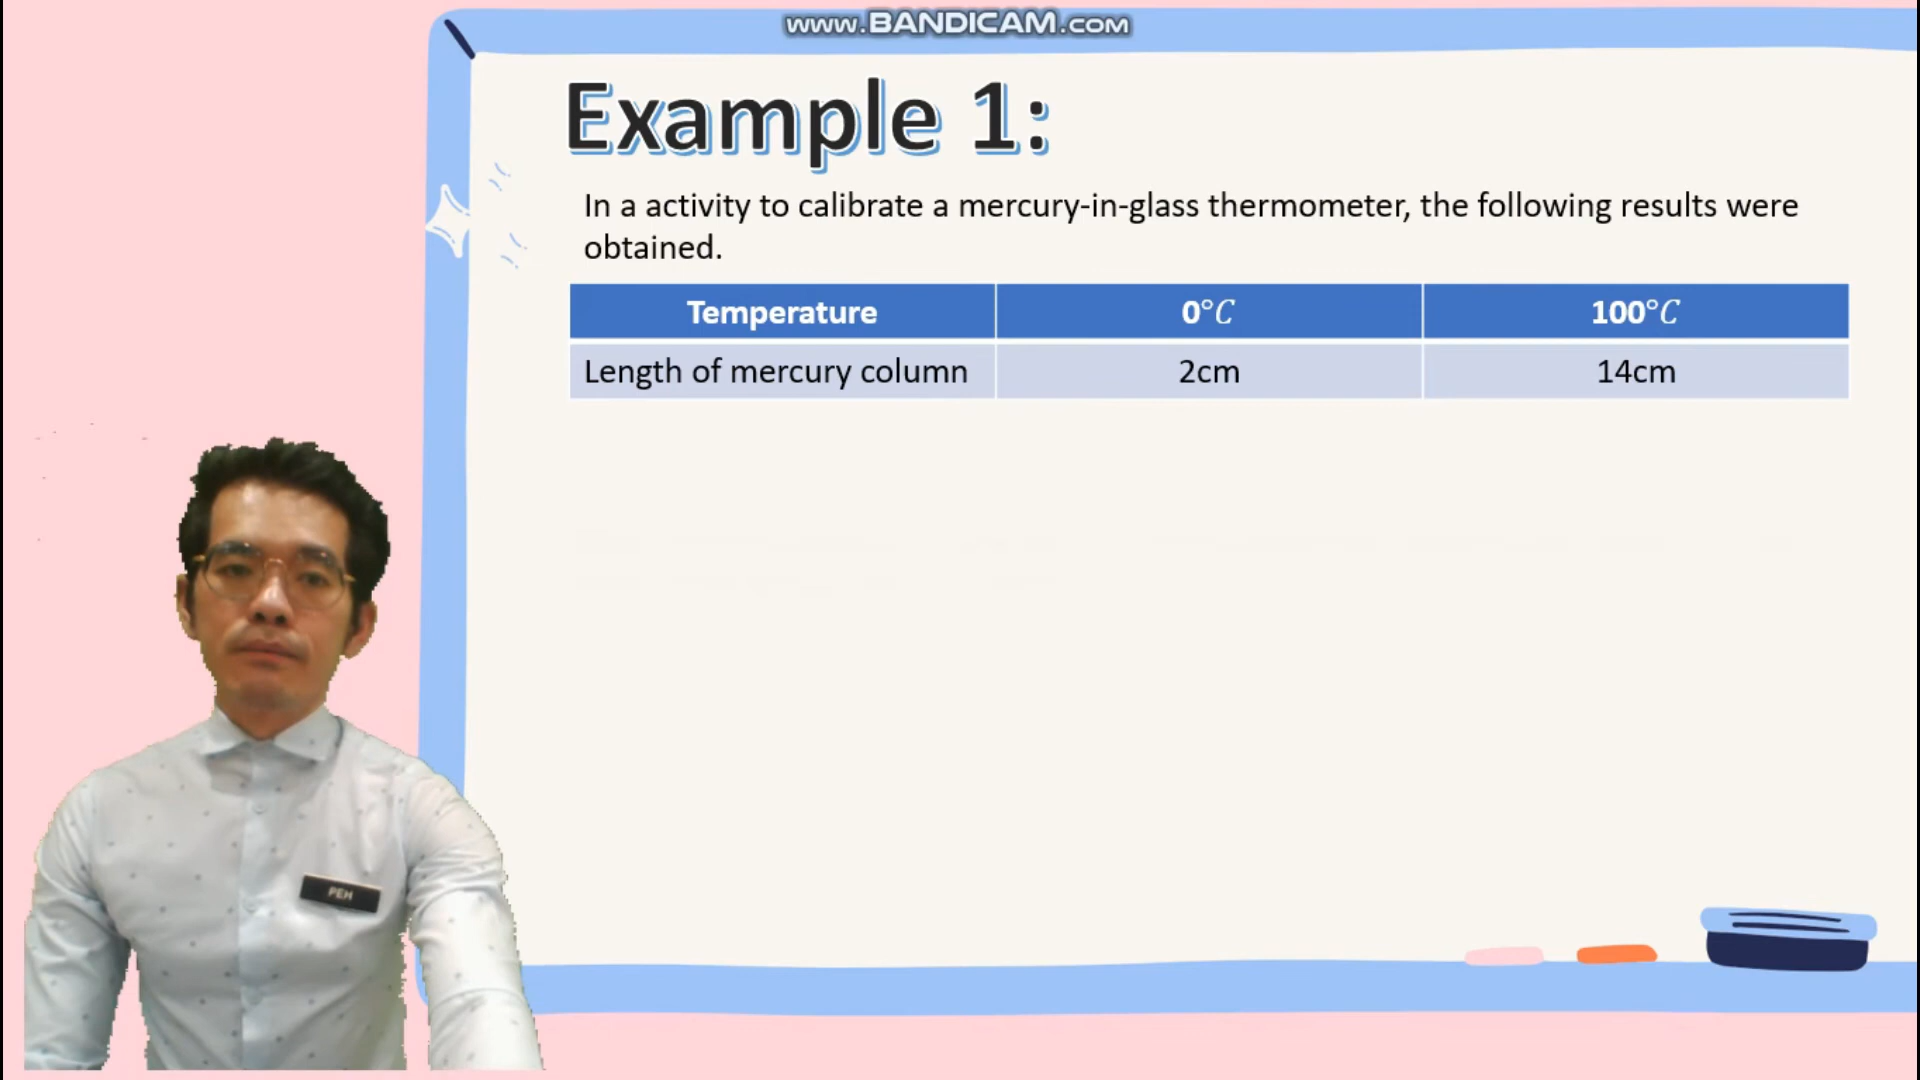 www.BANDICAM.com
Example 1:
In a activity to calibrate a mercury-in-glass thermometer, the following results were
obtained.
Temperature 0°C 100°C
Length of mercury column 2cm 14cm
PEH